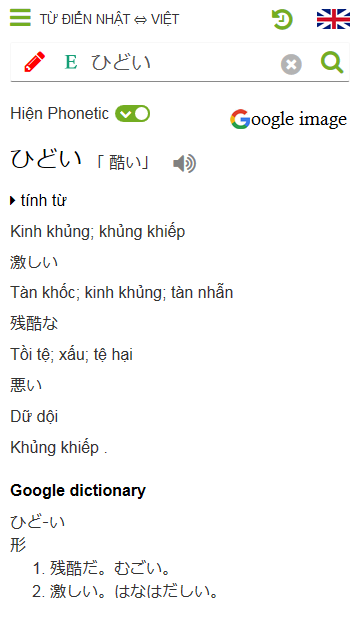 TỪ ĐIỂN NHẬT ⇔ VIỆT
E ひどい
Hiện Phonetic
Google image
ひどい 「 酷い」
tính từ
Kinh khủng; khủng khiếp
激しい
Tàn khốc; kinh khủng; tàn nhẫn
残酷な
Tồi tệ; xấu; tệ hại
悪い
Dữ dội
Khủng khiếp .
Google dictionary
ひど-い
形
1. 残酷だ。むごい。
2. 激しい。はなはだしい。